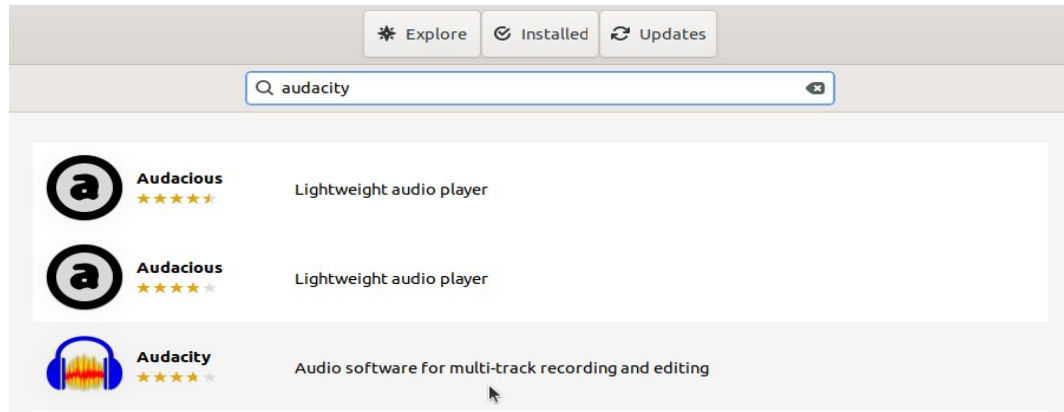 Explore Installed Updates
audacity
Audacious
Lightweight audio player
Audacious
Lightweight audio player
Audacity
Audio software for multi-track recording and editing